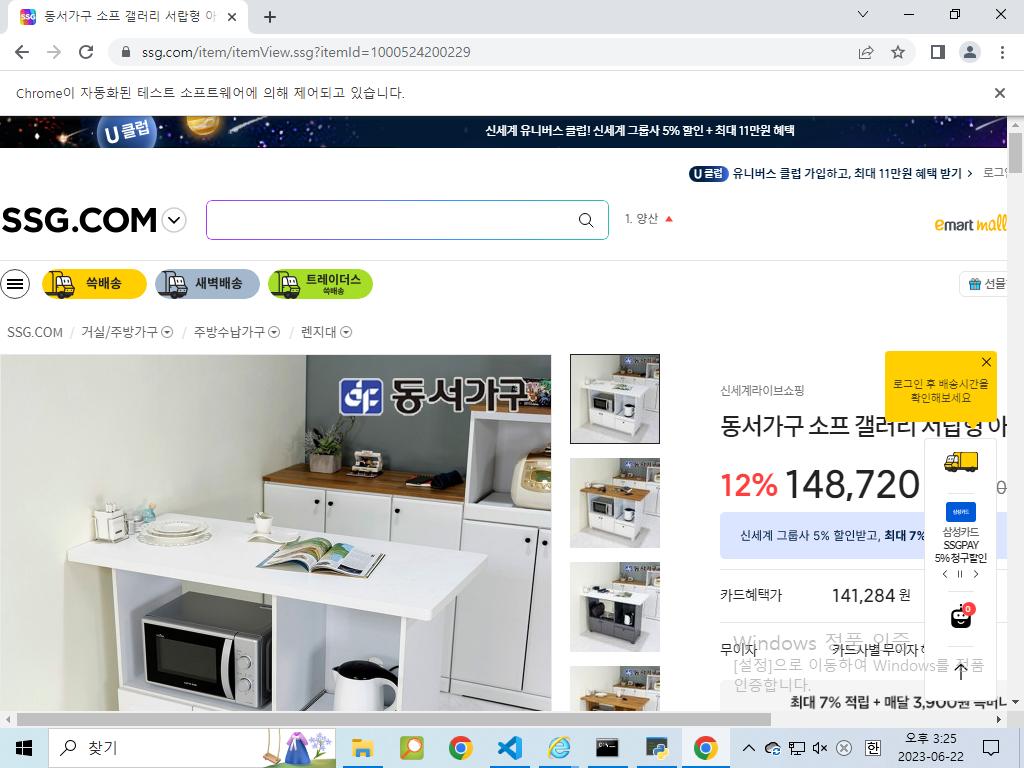 동서가구 소프 갤러리 서랍형 아
ssg.com/item/itemView.ssg?itemId=1000524200229
Chrome이 자동화된 테스트 소프트웨어에 의해 제어되고 있습니다.
U 클럽
신세계 유니버스 클럽! 신세계 그룹사 5% 할인 + 최대 11만원 혜택
U 클럽 유니버스 클럽 가입하고, 최대 11만원 혜택 받기 > 로그인
SSG.COM
1. 양산
emart mall
쓱배송
새벽배송
트레이더스
쓱배송
선물
SSG.COM / 거실/주방가구 / 주방수납가구 / 렌지대
동서가구
로그인 후 배송시간을
확인해보세요
신세계라이브쇼핑
동서가구 소프 갤러리 서랍형 아
12% 148,720
삼성카드
신세계 그룹사 5% 할인받고, 최대 7%
삼성카드
SSGPAY
5% 청구할인
카드혜택가 141,284 원
0
무이자 카드사별 무이자
Windows 정품 인증
[설정]으로 이동하여 Windows를 정품
인증합니다.
최대 7% 적립 + 매달 3,900원
찾기
한
오후 3:25
2023-06-22